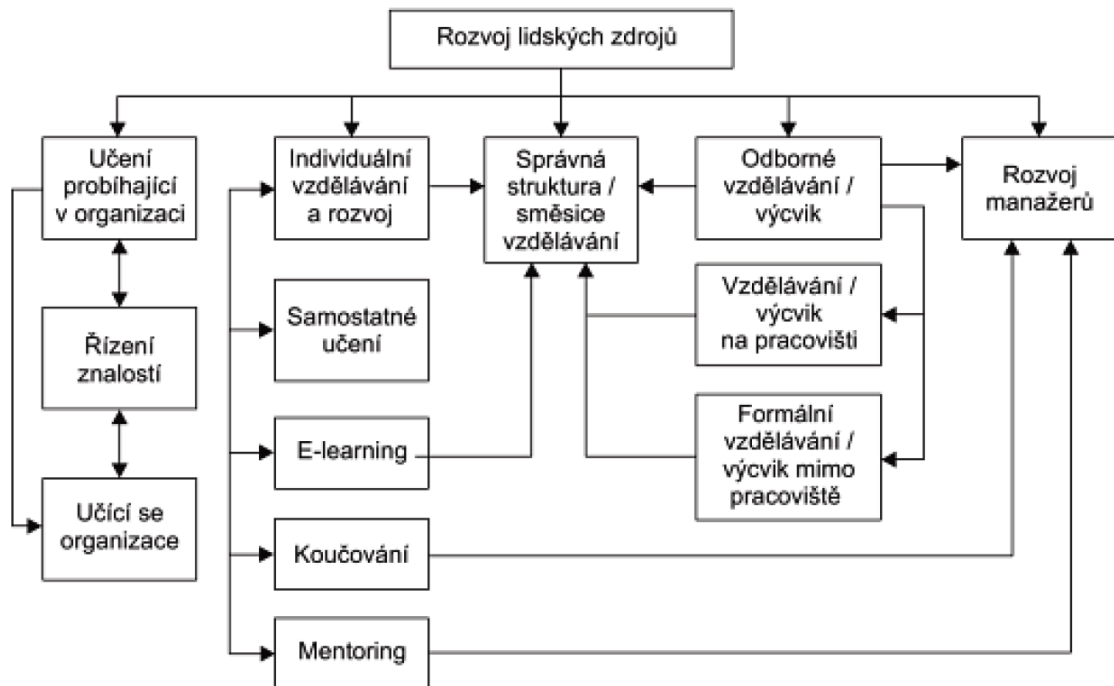 Rozvoj lidských zdrojů
Učení
probíhající
v organizaci
Individuální
vzdělávání
a rozvoj
Správná
struktura /
směsice
vzdělávání
Odborné
vzdělávání /
výcvik
Rozvoj
manažerů
Řízení
znalostí
Samostatné
učení
Vzdělávání /
výcvik
na pracovišti
E-learning
Formální
vzdělávání /
výcvik mimo
pracoviště
Učící se
organizace
Koučování
Mentoring